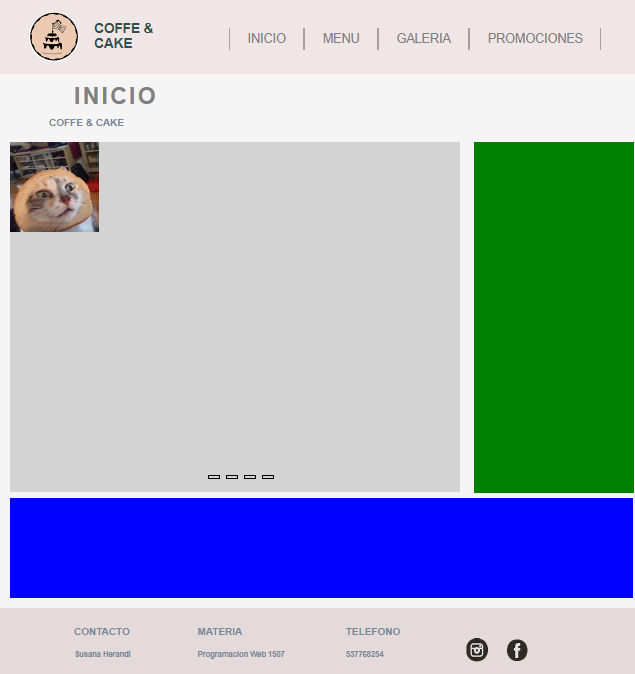 COFFE &
CAKE
INICIO
MENU
GALERIA
PROMOCIONES
INICIO
COFFE & CAKE
CONTACTO
MATERIA
TELEFONO
Susana Herandi
Programacion Web 1507
537768254